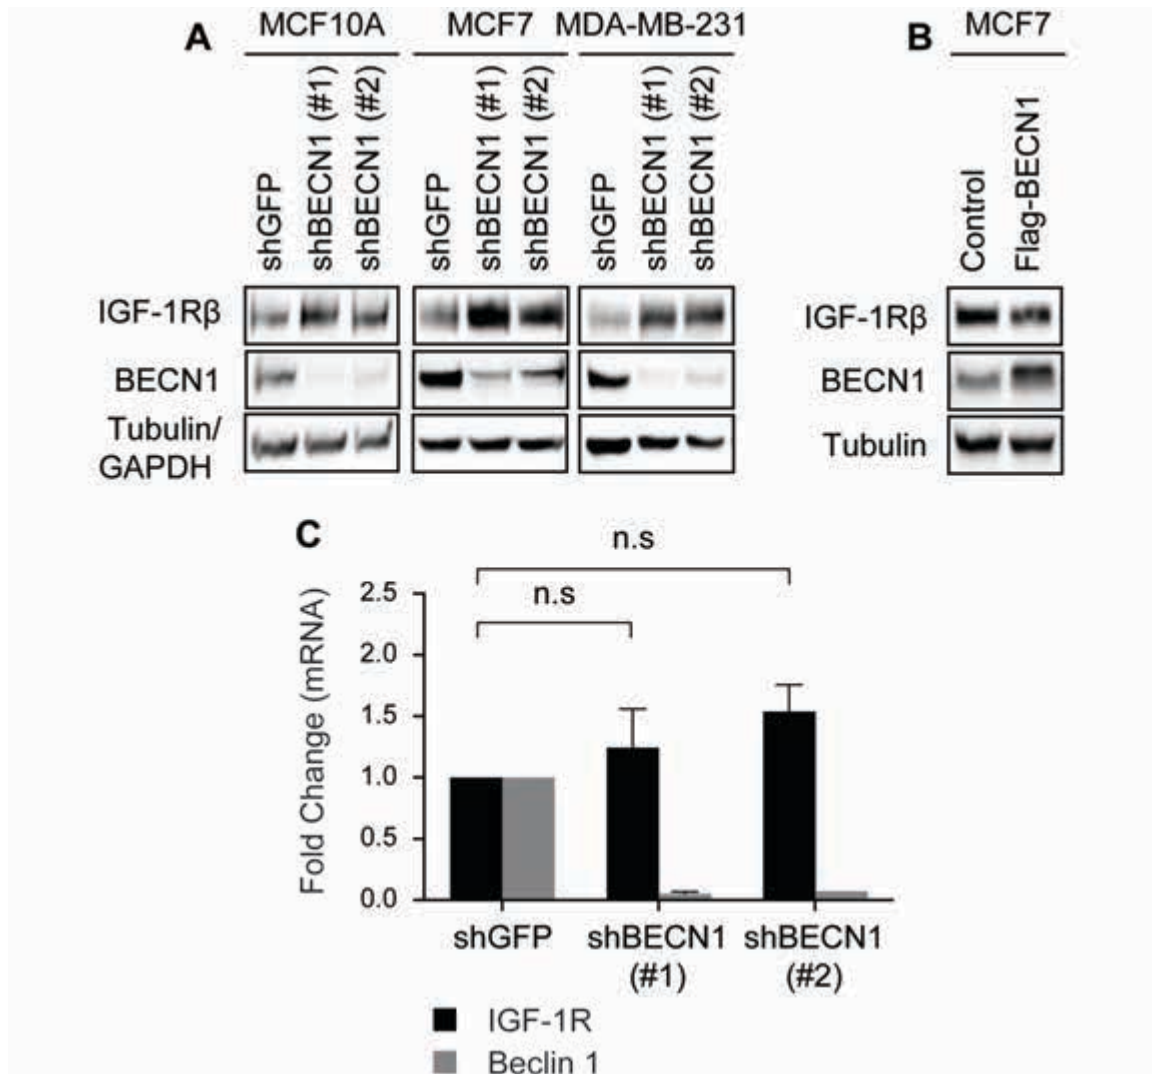 A
MCF10A
MCF7
MDA-MB-231
shGFP
shBECN1 (#1)
shBECN1 (#2)
shGFP
shBECN1 (#1)
shBECN1 (#2)
shGFP
shBECN1 (#1)
shBECN1 (#2)
IGF-1Rβ
BECN1
Tubulin/
GAPDH
B
MCF7
Control
Flag-BECN1
IGF-1Rβ
BECN1
Tubulin
C
n.s
n.s
Fold Change (mRNA)
2.5
2.0
1.5
1.0
0.5
0.0
shGFP
shBECN1
(#1)
shBECN1
(#2)
IGF-1R
Beclin 1